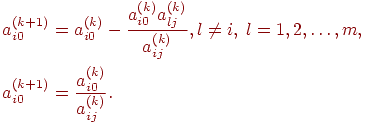 a_{i0}^{(k+1)} = a_{i0}^{(k)} - \frac{a_{i0}^{(k)} a_{lj}^{(k)}}{a_{ij}^{(k)}}, l \neq i, l = 1, 2, \ldots, m,
a_{i0}^{(k+1)} = \frac{a_{i0}^{(k)}}{a_{ij}^{(k)}}.